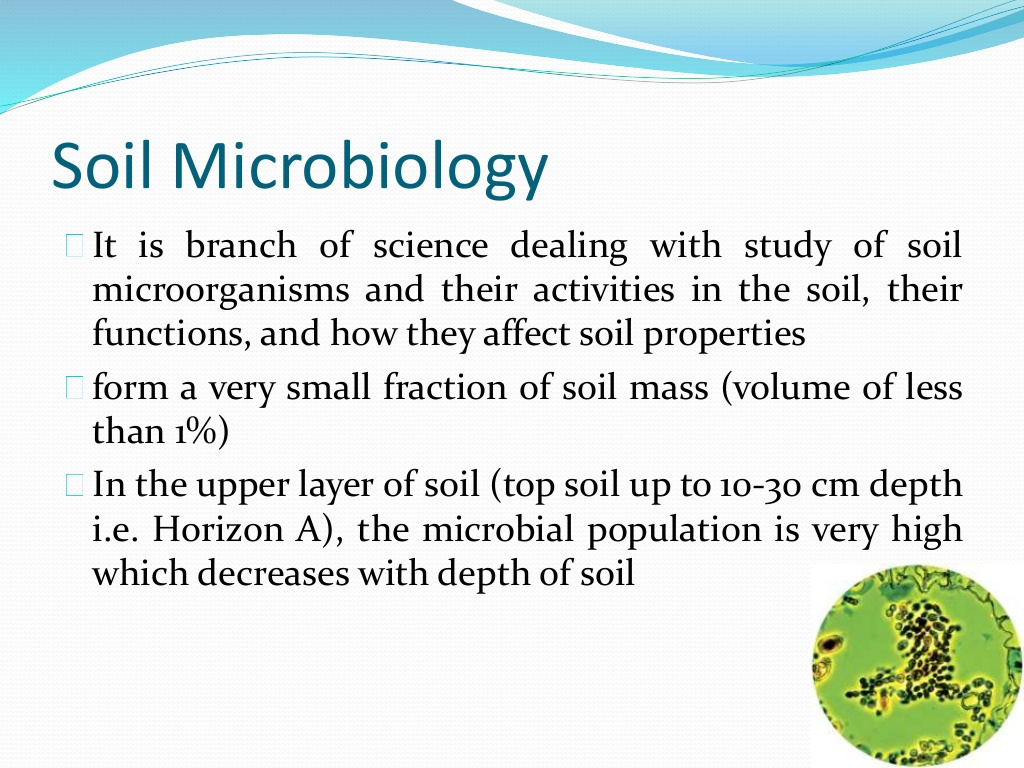 Soil Microbiology
It is branch of science dealing with study of soil
microorganisms and their activities in the soil, their
functions, and how they affect soil properties
form a very small fraction of soil mass (volume of less
than 1%)
In the upper layer of soil (top soil up to 10-30 cm depth
i.e. Horizon A), the microbial population is very high
which decreases with depth of soil